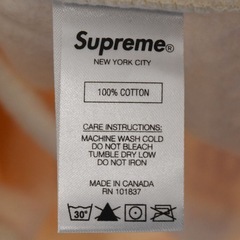 Supreme®
NEW YORK CITY
100% COTTON
CARE INSTRUCTIONS:
MACHINE WASH COLD
DO NOT BLEACH
TUMBLE DRY LOW
DO NOT IRON
MADE IN CANADA
RN 101837
30°